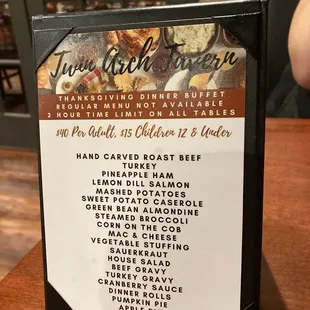 Twin Arch Tavern
THANKSGIVING DINNER BUFFET
REGULAR MENU NOT AVAILABLE
2 HOUR TIME LIMIT ON ALL TABLES
$40 Per Adult, $15 Children 12 & Under
HAND CARVED ROAST BEEF
TURKEY
PINEAPPLE HAM
LEMON DILL SALMON
MASHED POTATOES
SWEET POTATO CASEROLE
GREEN BEAN ALMONDINE
STEAMED BROCCOLI
CORN ON THE COB
MAC & CHEESE
VEGETABLE STUFFING
SAUERKRAUT
HOUSE SALAD
BEEF GRAVY
TURKEY GRAVY
CRANBERRY SAUCE
DINNER ROLLS
PUMPKIN PIE
APPLE